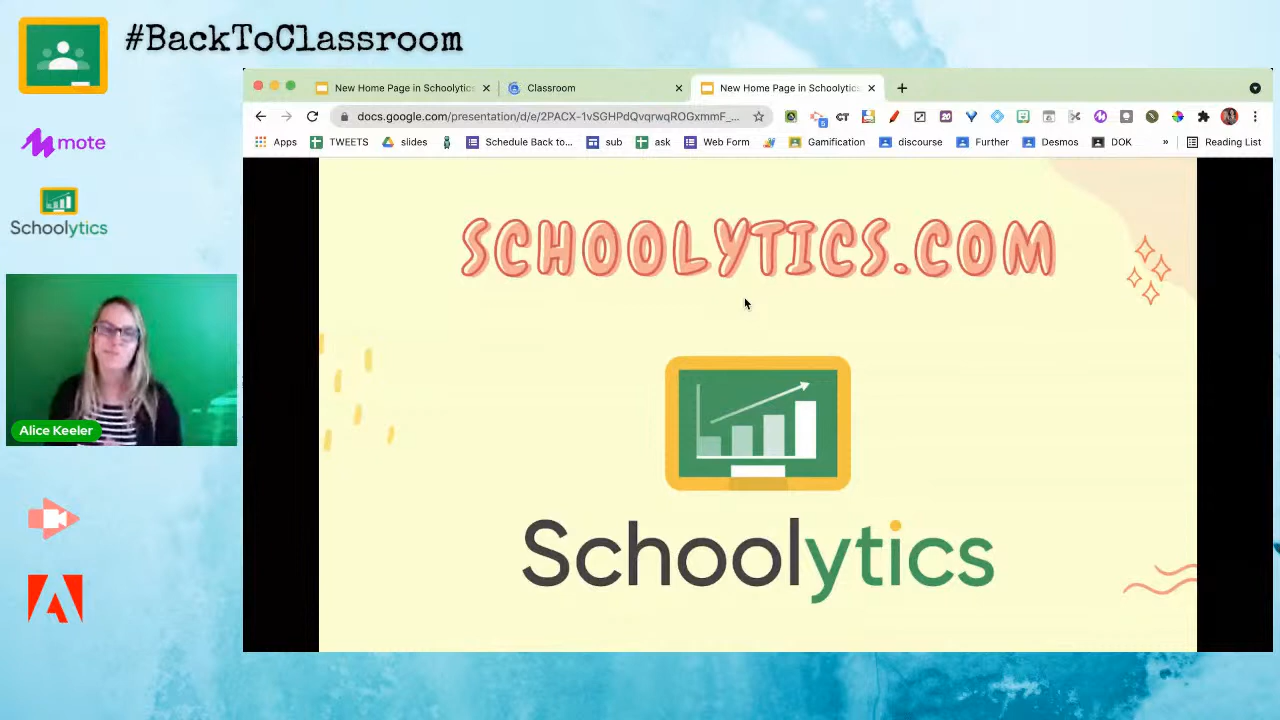 #BackToClassroom
mote
Schoolytics
Alice Keeler
New Home Page in Schoolytics
Classroom
New Home Page in Schoolytics
docs.google.com/presentation/d/e/2PACX-1vSGHPdQvqrwqROGxmmF_...
Apps TWEETS slides Schedule Back to... sub ask Web Form Gamification discourse Further Desmos DOK » Reading List
SCHOOLYTICS.COM
Schoolytics